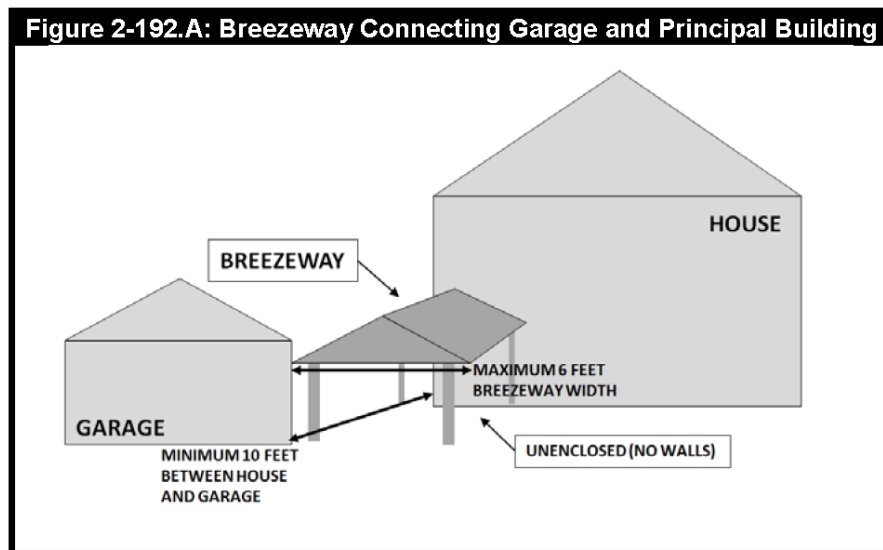 Figure 2-192.A: Breezeway Connecting Garage and Principal Building
HOUSE
BREEZEWAY
MAXIMUM 6 FEET
BREEZEWAY WIDTH
GARAGE
MINIMUM 10 FEET
BETWEEN HOUSE
AND GARAGE
UNENCLOSED (NO WALLS)